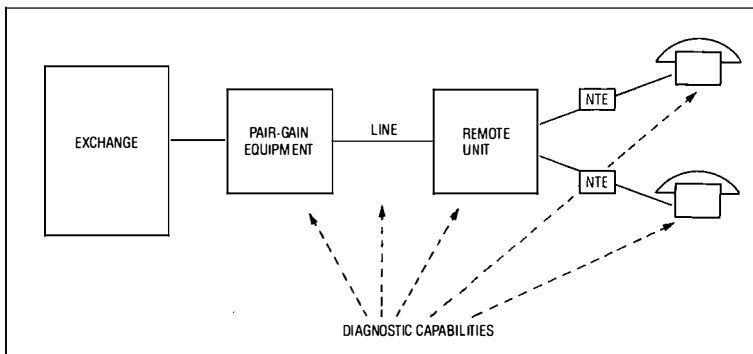 EXCHANGE
PAIR-GAIN
EQUIPMENT
LINE
REMOTE
UNIT
NTE
NTE
DIAGNOSTIC CAPABILITIES